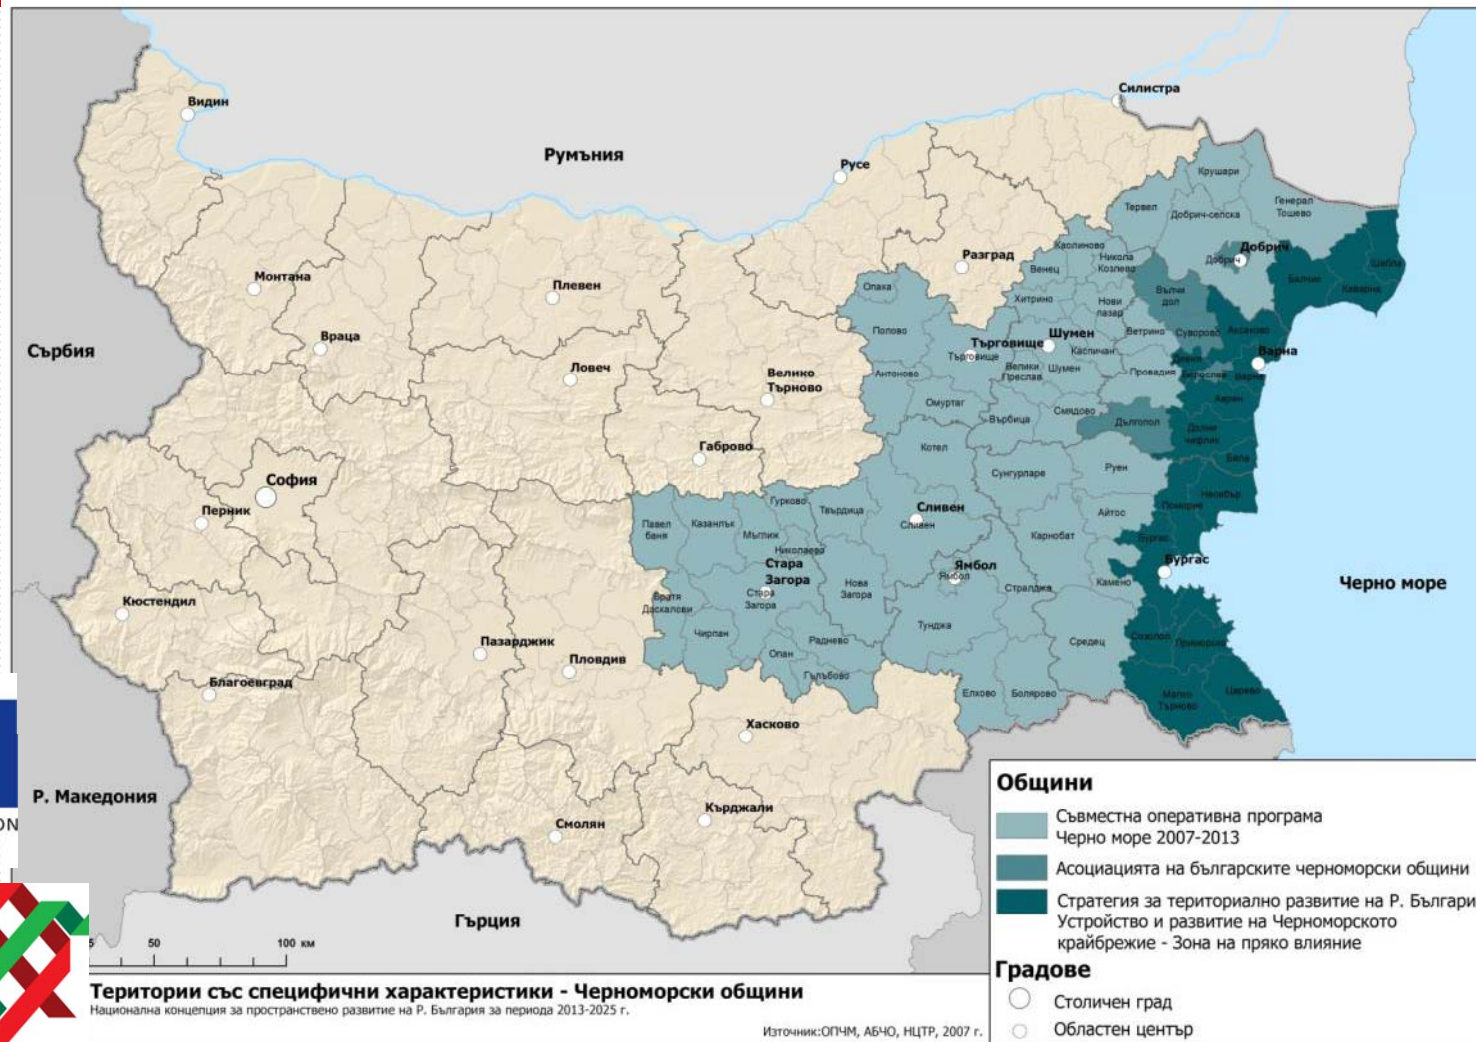 Силистра
Видин
Румъния
Русе
Крушари
Тервел
Генерал
Тошево
Добрич-селска
Добрич
Добрич
Каолиново
Никола
Козлево
Венец
Разград
Монтана
Плевен
Опака
Хитрино
Нови
пазар
Вълчи
дол
Балчик
Каварна
Шабла
Попово
Шумен
Ветрино
Суворово
Аксаково
Враца
Сърбия
Търговище
Търговище
Каспичан
Варна
Девня
Белослав
Варна
Антоново
Велики
Преслав
Шумен
Провадия
Ловеч
Велико
Търново
Омуртаг
Върбица
Смядово
Дългопол
Аврин
Долни
чифлик
Бяла
Габрово
Котел
Сунгурларе
Руен
София
Перник
Гурково
Твърдица
Сливен
Сливен
Несебър
Поморие
Айтос
Павел
баня
Казанлък
Мъглиж
Николаево
Карнобат
Бургас
Бургас
Стара
Загора
Стара
Загора
Ямбол
Ямбол
Нова
Загора
Стралджа
Камено
Черно море
Кюстендил
Братя
Даскалови
Чирпан
Раднево
Тунджа
Средец
Созопол
Приморско
Пазарджик
Пловдив
Опан
Гълъбово
Благоевград
Елхово
Болярово
Малко
Търново
Царево
Хасково
Р. Македония
Смолян
Кърджали
Гърция
Общини
Съвместна оперативна програма
Черно море 2007-2013
Асоциацията на българските черноморски общини
Стратегия за териториално развитие на Р. Българи
Устройство и развитие на Черноморското
крайбрежие - Зона на пряко влияние
Градове
Столичен град
Областен център
50
100 км
Територии със специфични характеристики - Черноморски общини
Национална концепция за пространствено развитие на Р. България за периода 2013-2025 г.
Източник:ОПЧМ, АБЧО, НЦТР, 2007 г.